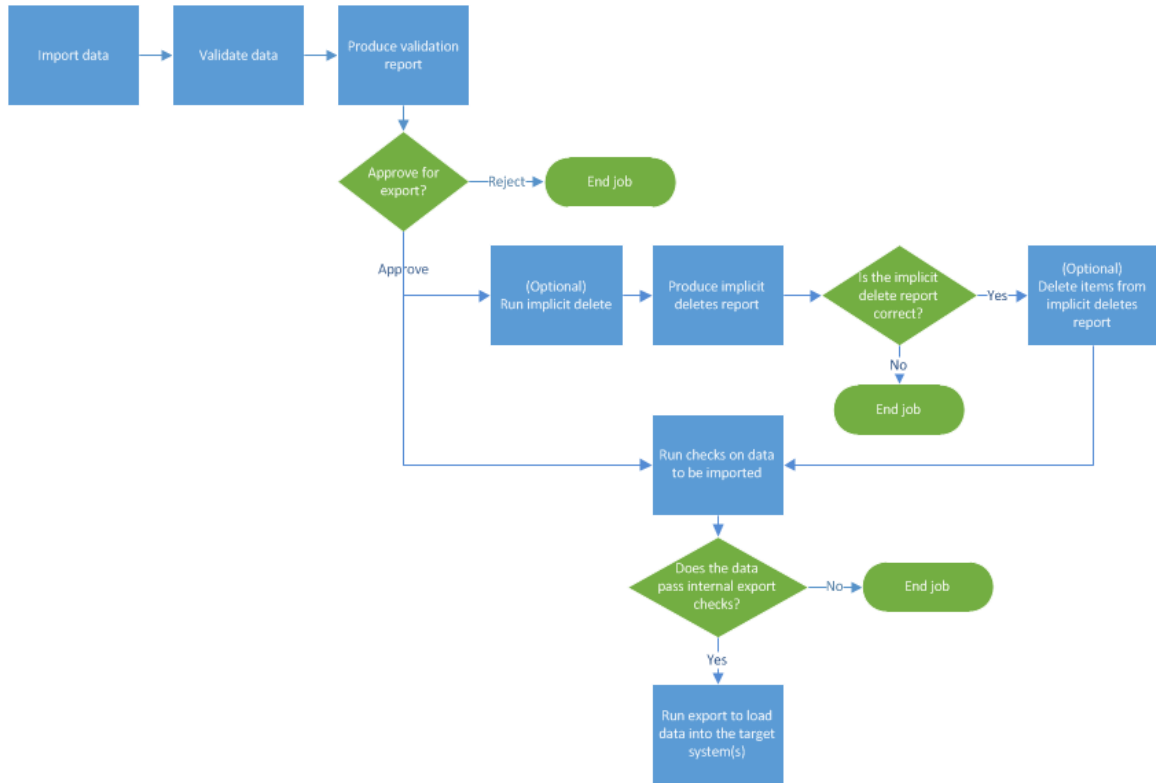 Import data
Validate data
Produce validation
report
Approve for
export?
Reject
End job
Approve
(Optional)
Run implicit delete
Produce implicit
deletes report
Is the implicit
delete report
correct?
Yes
(Optional)
Delete items from
implicit deletes
report
No
End job
Run checks on data
to be imported
Does the data
pass internal export
checks?
No
End job
Yes
Run export to load
data into the target
system(s)